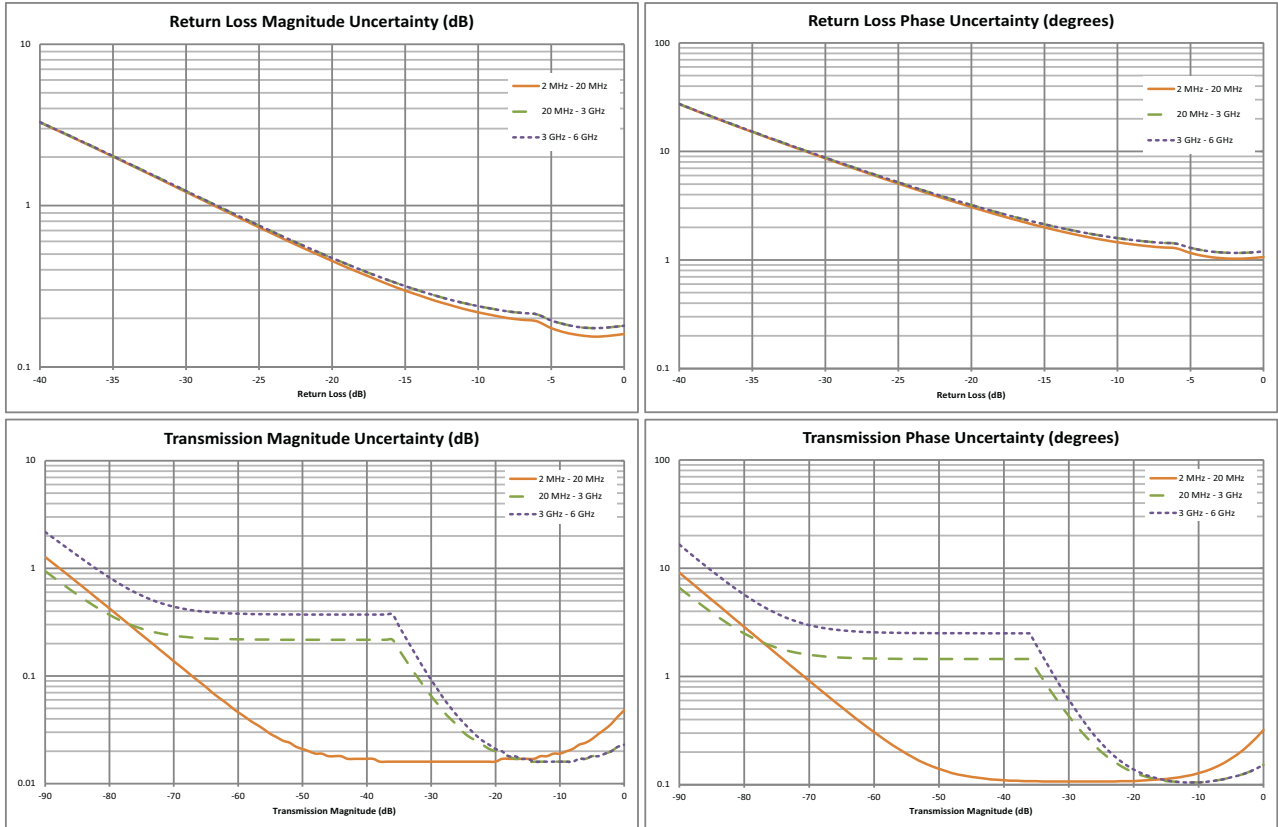 Return Loss Magnitude Uncertainty (dB)
10
1
0.1
2 MHz - 20 MHz
20 MHz - 3 GHz
3 GHz - 6 GHz
-40 -35 -30 -25 -20 -15 -10 -5 0
Return Loss (dB)
Return Loss Phase Uncertainty (degrees)
100
10
1
0.1
2 MHz - 20 MHz
20 MHz - 3 GHz
3 GHz - 6 GHz
-40 -35 -30 -25 -20 -15 -10 -5 0
Return Loss (dB)
Transmission Magnitude Uncertainty (dB)
10
1
0.1
0.01
2 MHz - 20 MHz
20 MHz - 3 GHz
3 GHz - 6 GHz
-90 -80 -70 -60 -50 -40 -30 -20 -10 0
Transmission Magnitude (dB)
Transmission Phase Uncertainty (degrees)
100
10
1
0.1
2 MHz - 20 MHz
20 MHz - 3 GHz
3 GHz - 6 GHz
-90 -80 -70 -60 -50 -40 -30 -20 -10 0
Transmission Magnitude (dB)